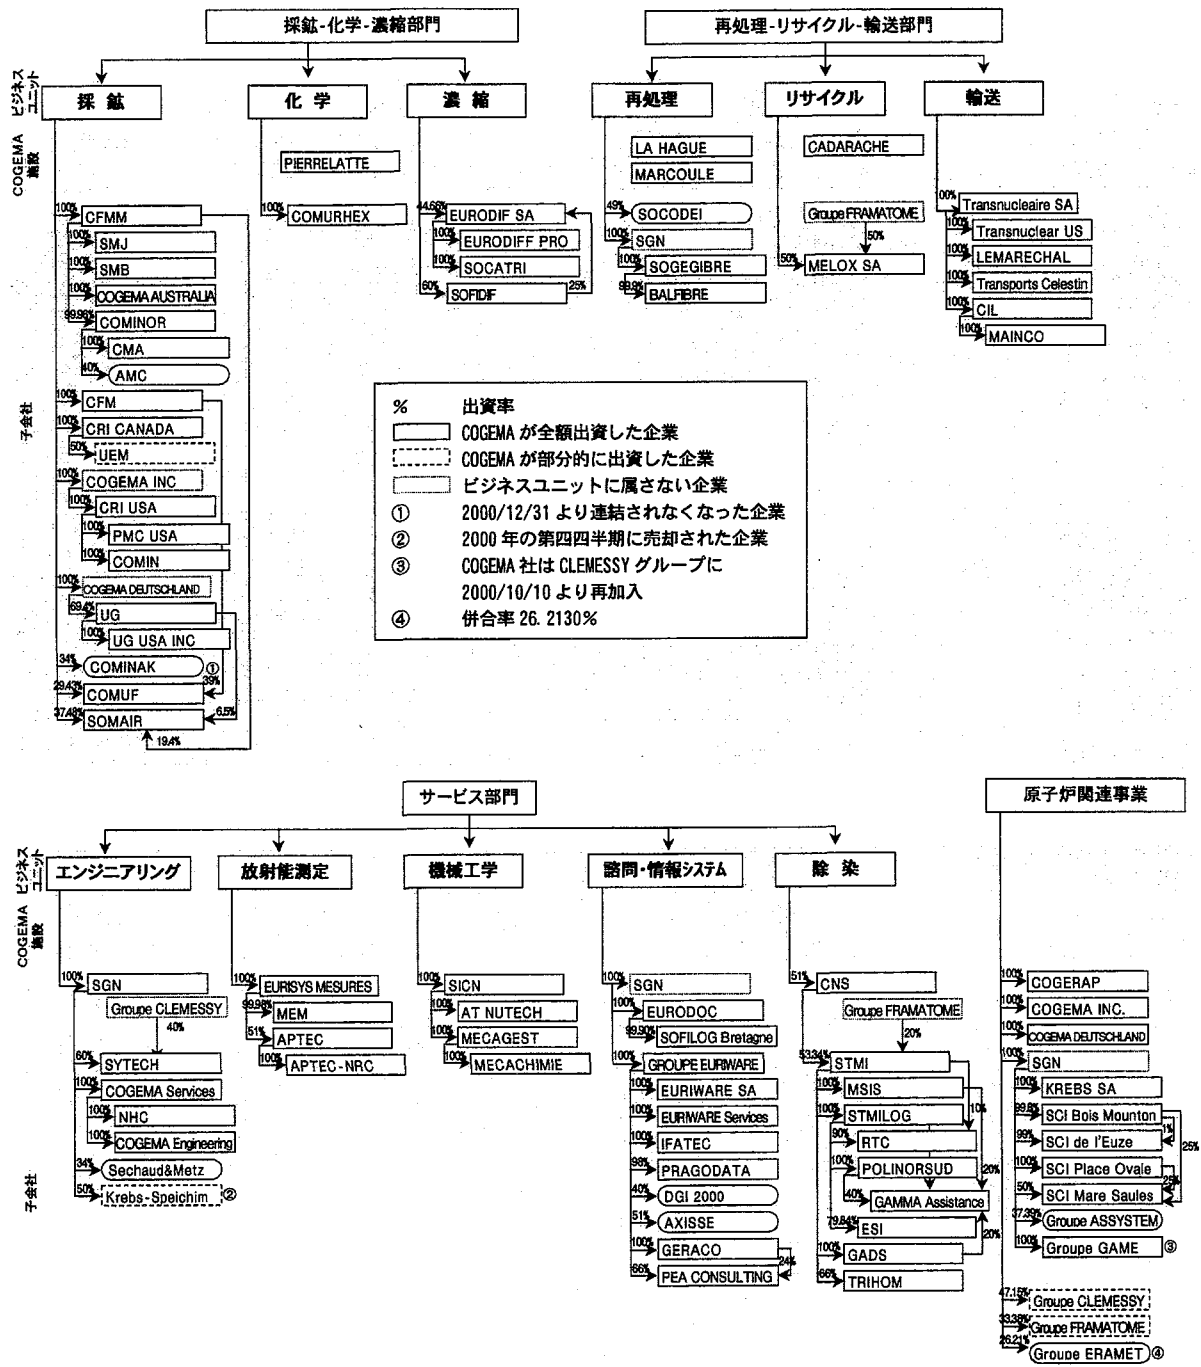 採鉱-化学-濃縮部門
再処理-リサイクル-輸送部門
ビジネス
ユニット
採 鉱
化 学
濃 縮
再処理
リサイクル
輸送
COGEMA
施設
PIERRELATTE
LA HAGUE
MARCOULE
CADARACHE
子会社
100% CFMM
100% SMJ
100% SMB
100% COGEMA AUSTRALIA
99.96% COMINOR
100% CMA
40% AMC
100% CFM
100% CRI CANADA
50% UEM
100% COGEMA INC
100% CRI USA
100% PMC USA
100% COMIN
100% COGEMA DEUTSCHLAND
69.4% UG
100% UG USA INC
34% COMINAK ①
39%
29.43% COMUF
37.48% SOMAIR 6.5%
19.4%
100% COMURHEX
44.66% EURODIF SA
100% EURODIFF PRO
100% SOCATRI
60% SOFIDIF 25%
49% SOCODEI
100% SGN
100% SOGEGIBRE
99.9% BALFIBRE
Groupe FRAMATOME
50%
50% MELOX SA
00% Transnucleaire SA
100% Transnuclear US
100% LEMARECHAL
100% Transports Celestin
100% CIL
100% MAINCO
% 出資率
COGEMA が全額出資した企業
COGEMA が部分的に出資した企業
ビジネスユニットに属さない企業
① 2000/12/31 より連結されなくなった企業
② 2000 年の第四四半期に売却された企業
③ COGEMA 社は CLEMESSY グループに
2000/10/10 より再加入
④ 併合率 26.2130%
サービス部門
原子炉関連事業
ビジネス
ユニット
エンジニアリング
放射能測定
機械工学
諮問・情報システム
除 染
COGEMA
施設
子会社
100% SGN
Groupe CLEMESSY
40%
60% SYTECH
100% COGEMA Services
100% NHC
100% COGEMA Engineering
34% Sechaud&Metz
50% Krebs-Speichim ②
100% EURISYS MESURES
99.98% MEM
51% APTEC
100% APTEC-NRC
100% SICN
100% AT NUTECH
100% MECAGEST
100% MECACHIMIE
100% SGN
100% EURODOC
99.90% SOFILOG Bretagne
100% GROUPE EURIWARE
100% EURIWARE SA
100% EURIWARE Services
100% IFATEC
98% PRAGODATA
40% DGI 2000
51% AXISSE
100% GERACO
24%
66% PEA CONSULTING
51% CNS
Groupe FRAMATOME
20%
53.34% STMI
100% MSIS
10%
100% STMILOG
90% RTC
100% POLINORSUD 20%
40% GAMMA Assistance
79.84% ESI 20%
100% GADS
66% TRIHOM
100% COGERAP
100% COGEMA INC.
100% COGEMA DEUTSCHLAND
100% SGN
100% KREBS SA
99.8% SCI Bois Mounton
1%
99% SCI de l'Euze 25%
100% SCI Place Ovale
25%
50% SCI Mare Saules
37.39% Groupe ASSYSTEM
100% Groupe GAME ③
47.15% Groupe CLEMESSY
33.38% Groupe FRAMATOME
26.21% Groupe ERAMET ④